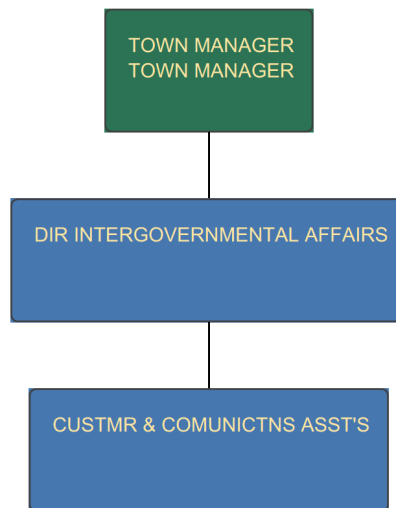 TOWN MANAGER
TOWN MANAGER
DIR INTERGOVERNMENTAL AFFAIRS
CUSTMR & COMUNICTNS ASST'S